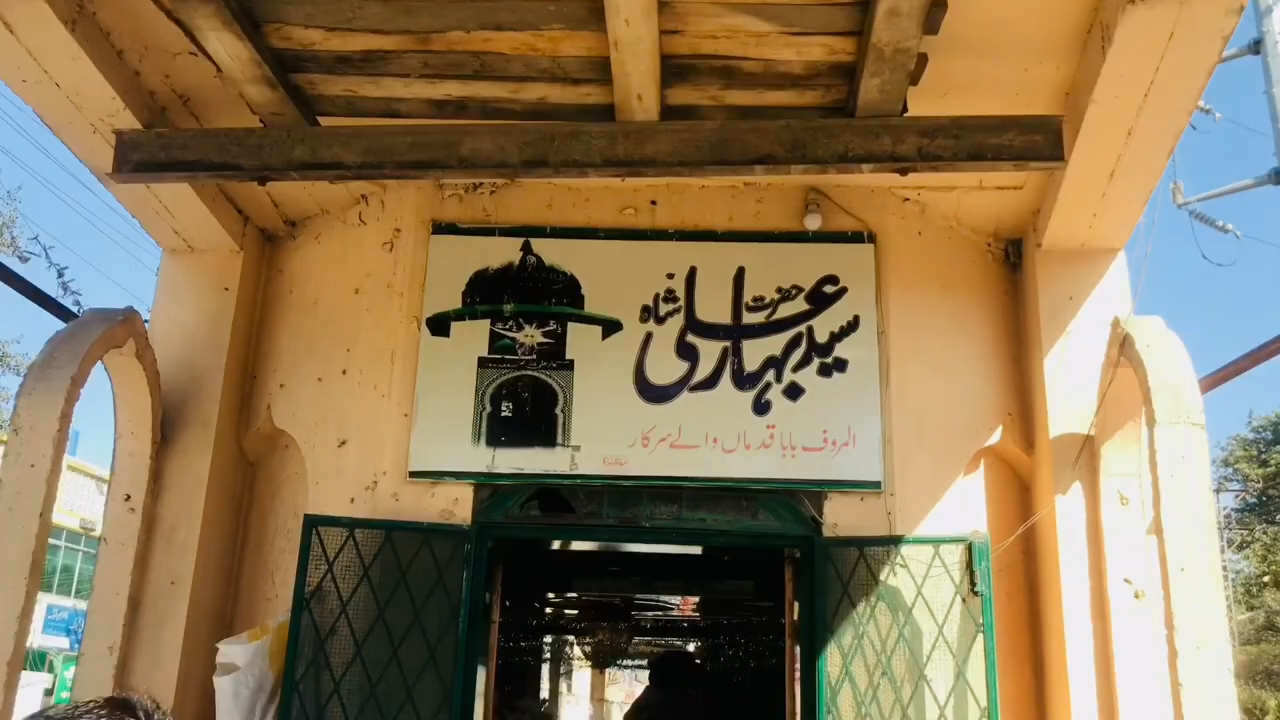 حضرت
سید بہار علی شاہ
المروف بابا قدماں والے سرکار